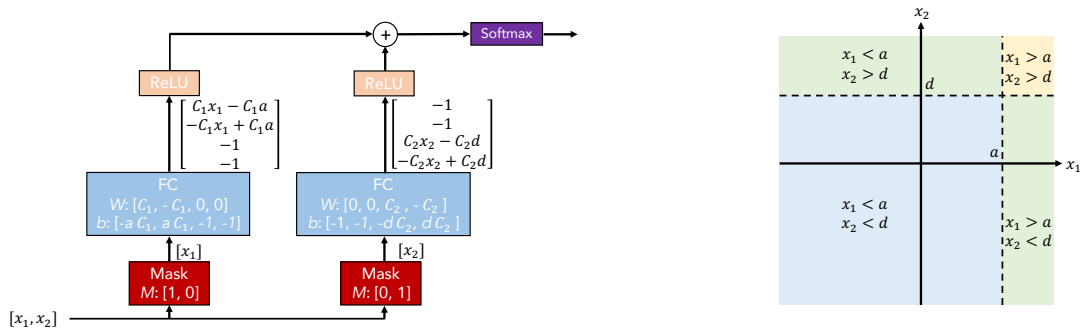 x₂
+
Softmax
x₁ < a
x₂ > d
x₁ > a
x₂ > d
ReLU
ReLU
d
C₁x₁ − C₁a
−C₁x₁ + C₁a
−1
−1
−1
−1
C₂x₂ − C₂d
−C₂x₂ + C₂d
a
x₁
FC
W: [C₁, - C₁, 0, 0]
b: [-a C₁, a C₁, -1, -1]
FC
W: [0, 0, C₂ , - C₂ ]
b: [-1, -1, -d C₂, d C₂ ]
x₁ < a
x₂ < d
x₁ > a
x₂ < d
[x₁]
[x₂]
Mask
M: [1, 0]
Mask
M: [0, 1]
[x₁, x₂]